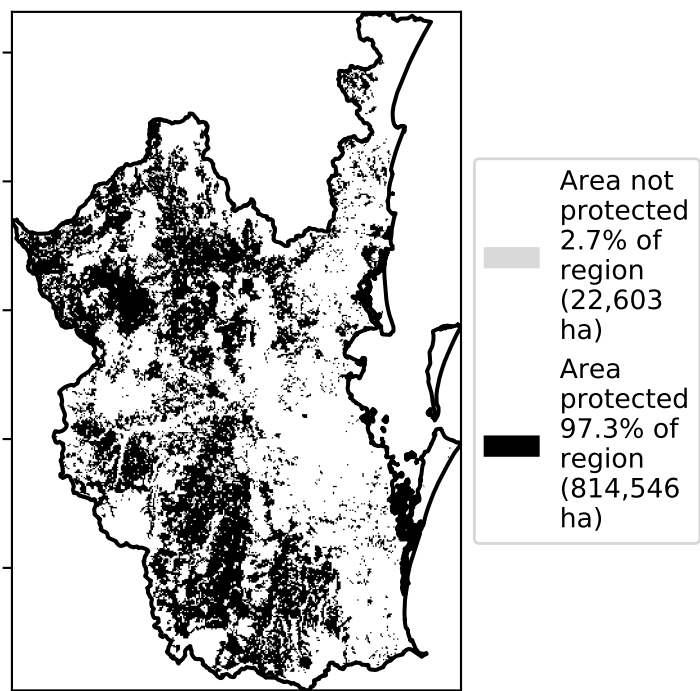 Area not
protected
2.7% of
region
(22,603
ha)
Area
protected
97.3% of
region
(814,546
ha)